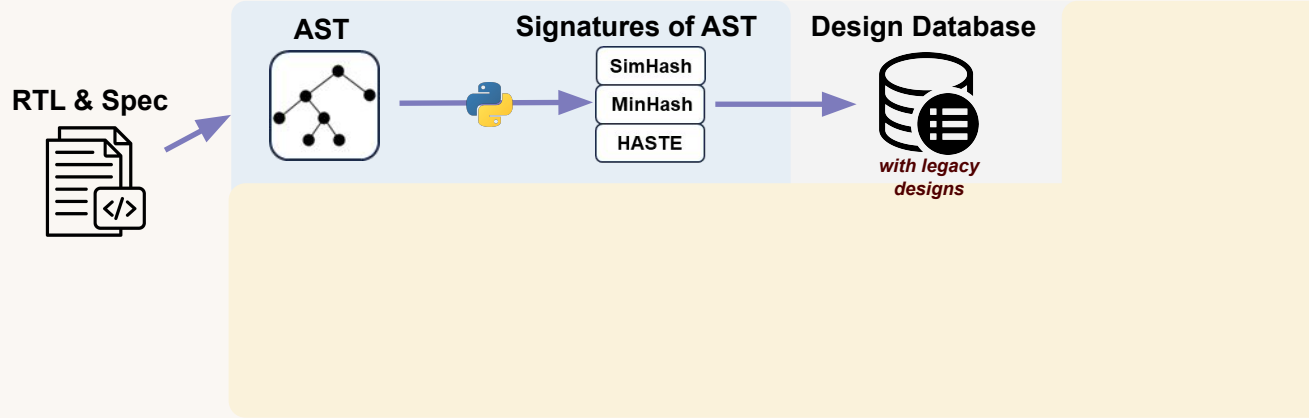 RTL & Spec
</>
AST
Signatures of AST
SimHash
MinHash
HASTE
Design Database
with legacy
designs